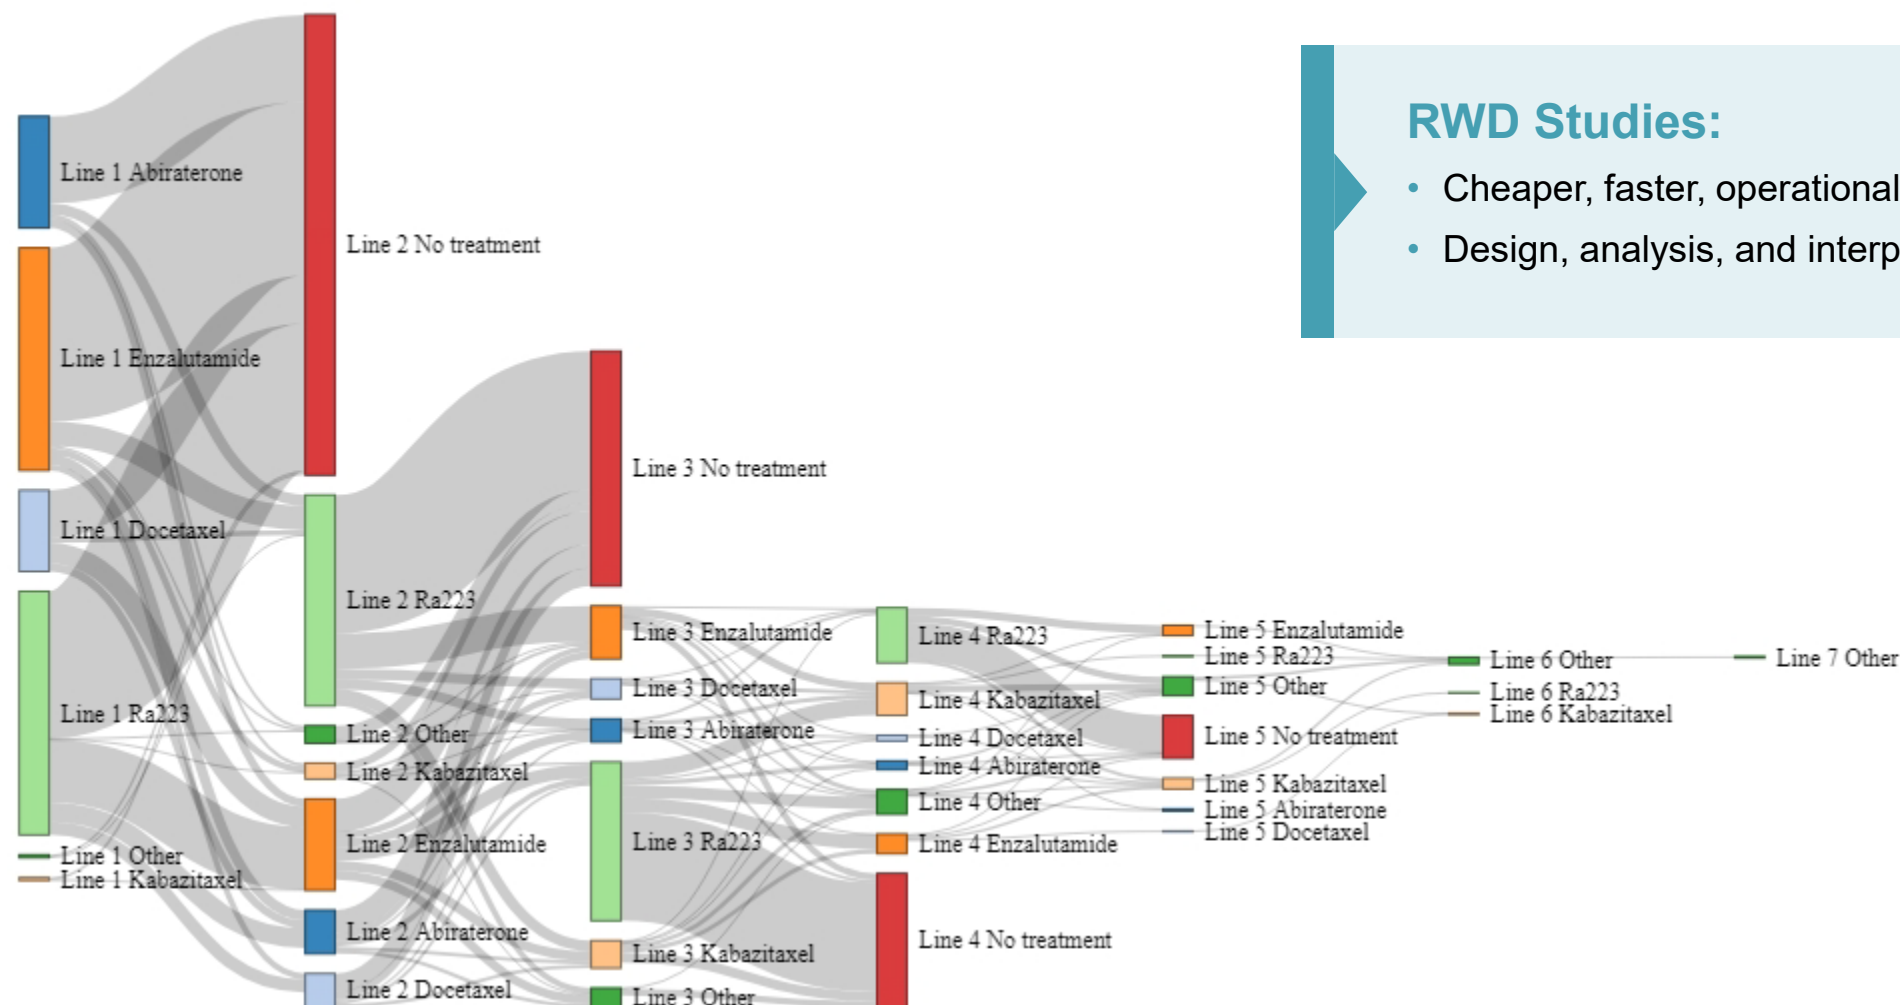 RWD Studies:
• Cheaper, faster, operational
• Design, analysis, and interp
Line 1 Abiraterone
Line 1 Enzalutamide
Line 1 Docetaxel
Line 1 Ra223
Line 1 Other
Line 1 Kabazitaxel
Line 2 No treatment
Line 2 Ra223
Line 2 Other
Line 2 Kabazitaxel
Line 2 Enzalutamide
Line 2 Abiraterone
Line 2 Docetaxel
Line 3 No treatment
Line 3 Enzalutamide
Line 3 Docetaxel
Line 3 Abiraterone
Line 3 Ra223
Line 3 Kabazitaxel
Line 3 Other
Line 4 Ra223
Line 4 Kabazitaxel
Line 4 Docetaxel
Line 4 Abiraterone
Line 4 Other
Line 4 Enzalutamide
Line 4 No treatment
Line 5 Enzalutamide
Line 5 Ra223
Line 5 Other
Line 5 No treatment
Line 5 Kabazitaxel
Line 5 Abiraterone
Line 5 Docetaxel
Line 6 Other
Line 6 Ra223
Line 6 Kabazitaxel
Line 7 Other